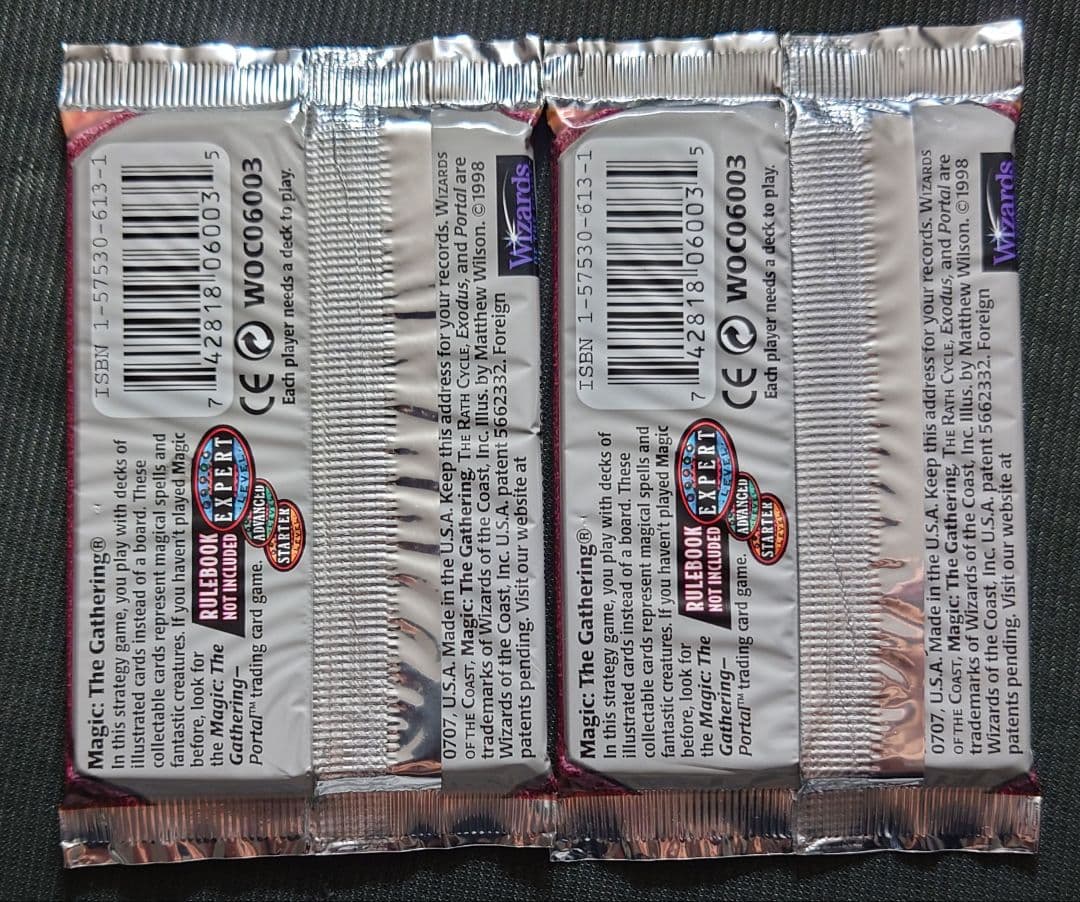 Magic: The Gathering®
In this strategy game, you play with decks of
illustrated cards instead of a board. These
collectable cards represent magical spells and
fantastic creatures. If you haven't played Magic
before, look for
the Magic: The
Gathering–
Portal™ trading card game.
RULEBOOK
NOT INCLUDED
EXPERT
LEVEL
ADVANCED
STARTER
LEVEL
ISBN 1-57530-613-1
7 42818 06003 5
CE WOC06003
Each player needs a deck to play.
0707, U.S.A. Made in the U.S.A. Keep this address for your records. WIZARDS
OF THE COAST, Magic: The Gathering, THE RATH CYCLE, Exodus, and Portal are
trademarks of Wizards of the Coast, Inc. Illus. by Matthew Wilson. ©1998
Wizards of the Coast, Inc. U.S.A. patent 5662332. Foreign
patents pending. Visit our website at
Wizards
Magic: The Gathering®
In this strategy game, you play with decks of
illustrated cards instead of a board. These
collectable cards represent magical spells and
fantastic creatures. If you haven't played Magic
before, look for
the Magic: The
Gathering–
Portal™ trading card game.
RULEBOOK
NOT INCLUDED
EXPERT
LEVEL
ADVANCED
STARTER
LEVEL
ISBN 1-57530-613-1
7 42818 06003 5
CE WOC06003
Each player needs a deck to play.
0707, U.S.A. Made in the U.S.A. Keep this address for your records. WIZARDS
OF THE COAST, Magic: The Gathering, THE RATH CYCLE, Exodus, and Portal are
trademarks of Wizards of the Coast, Inc. Illus. by Matthew Wilson. ©1998
Wizards of the Coast, Inc. U.S.A. patent 5662332. Foreign
patents pending. Visit our website at
Wizards